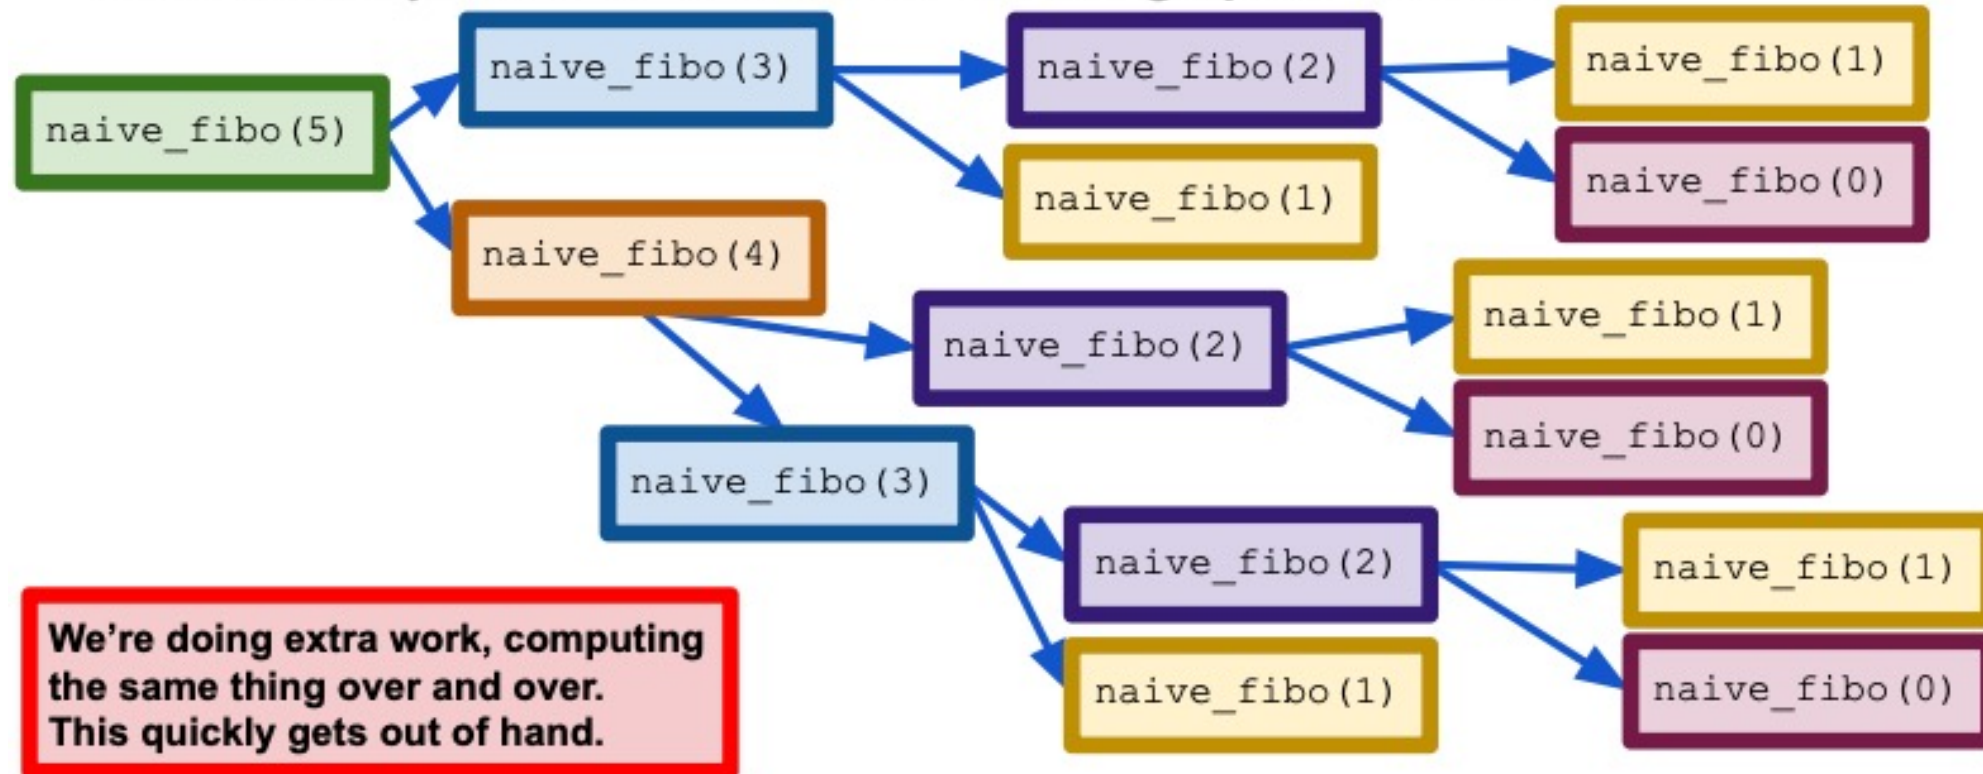 naive_fibo(3)
naive_fibo(2)
naive_fibo(1)
naive_fibo(5)
naive_fibo(0)
naive_fibo(1)
naive_fibo(4)
naive_fibo(1)
naive_fibo(2)
naive_fibo(0)
naive_fibo(3)
naive_fibo(2)
naive_fibo(1)
We're doing extra work, computing
the same thing over and over.
This quickly gets out of hand.
naive_fibo(1)
naive_fibo(0)